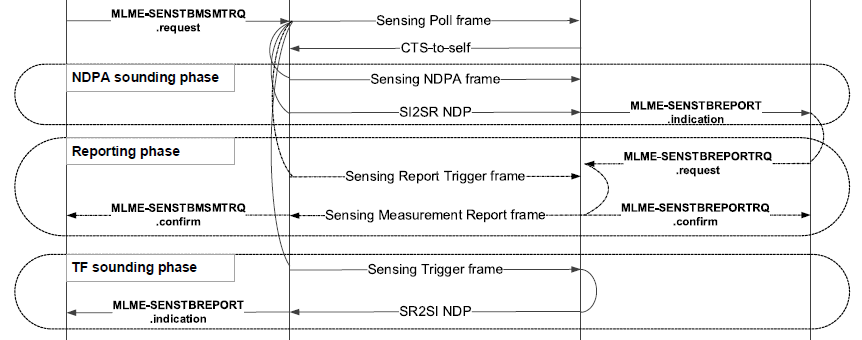 MLME-SENSTBMSMTRQ
.request
Sensing Poll frame
CTS-to-self
NDPA sounding phase
Sensing NDPA frame
SI2SR NDP
MLME-SENSTBREPORT
.indication
Reporting phase
MLME-SENSTBREPORTRQ
.request
Sensing Report Trigger frame
MLME-SENSTBMSMTRQ
.confirm
Sensing Measurement Report frame
MLME-SENSTBREPORTRQ
.confirm
TF sounding phase
Sensing Trigger frame
MLME-SENSTBREPORT
.indication
SR2SI NDP